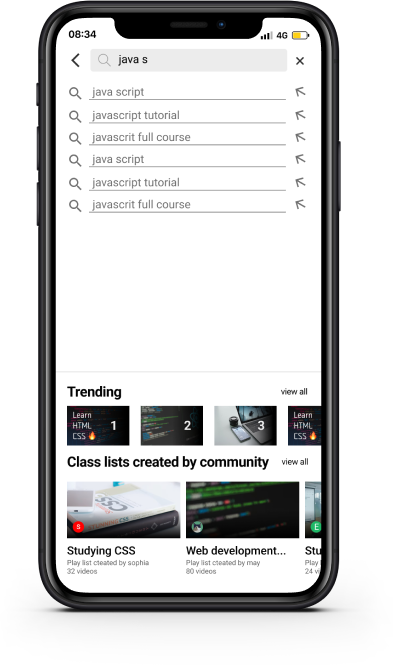 08:34
4G
java s
java script
javascript tutorial
javascrit full course
java script
javascript tutorial
javascrit full course
Trending
view all
Learn
HTML
CSS 🔥
1
2
3
Learn
HTML
CSS 🔥
Class lists created by community
view all
S
E
Studying CSS
Play list cteated by sophia
32 videos
Web development...
Play list cteated by may
80 videos
Stu
Play
24 vi